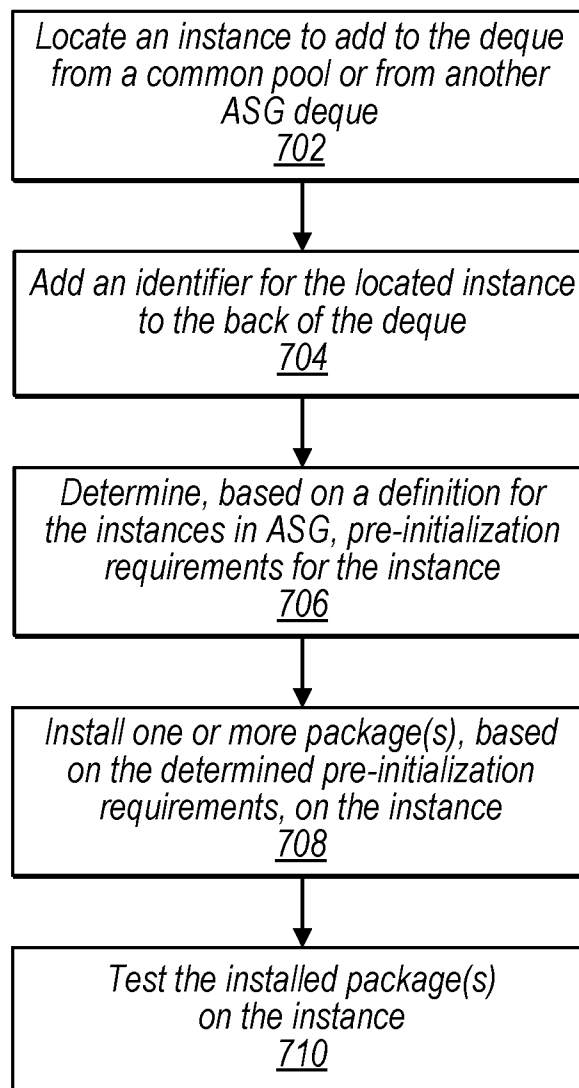 Locate an instance to add to the deque
from a common pool or from another
ASG deque
702
Add an identifier for the located instance
to the back of the deque
704
Determine, based on a definition for
the instances in ASG, pre-initialization
requirements for the instance
706
Install one or more package(s), based
on the determined pre-initialization
requirements, on the instance
708
Test the installed package(s)
on the instance
710